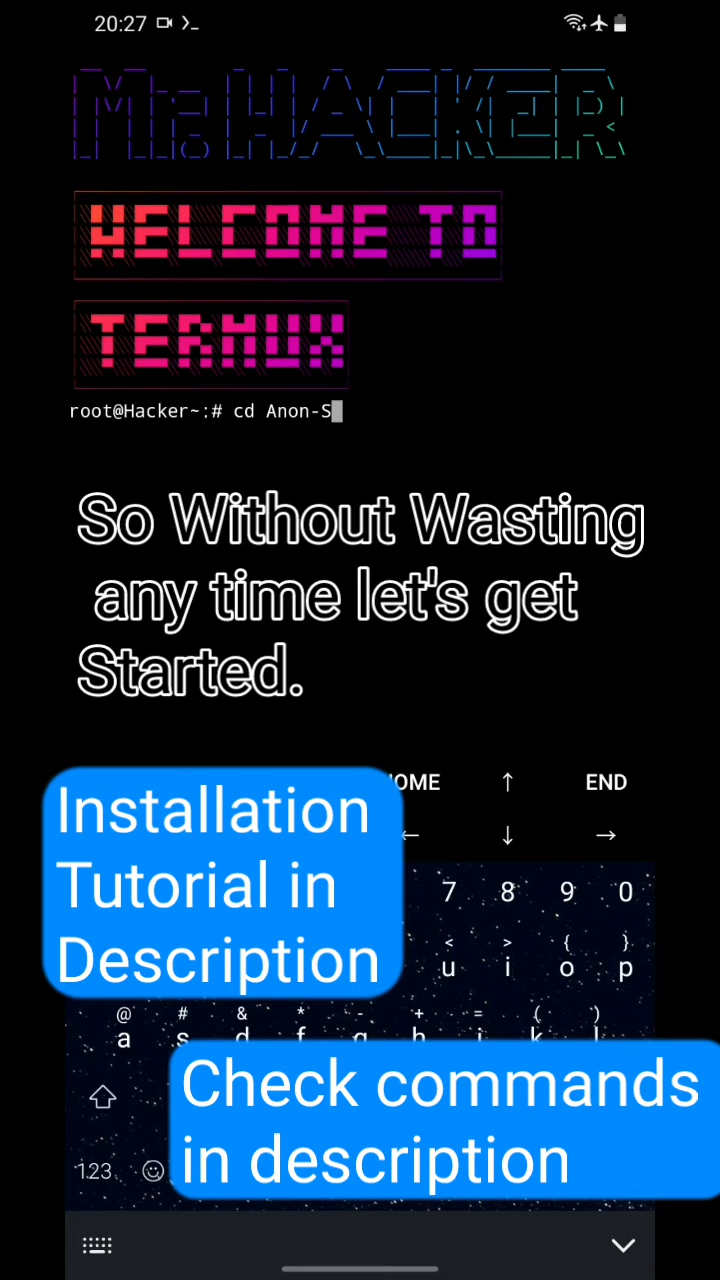 20:27
Mr. HACKER
WELCOME TO
TERMUX
root@Hacker~:# cd Anon-S
So Without Wasting
any time let's get
Started.
HOME ↑ END
← ↓ →
Installation
Tutorial in
Description
7 8 9 0
< > { }
u i o p
@ # & * - + = ( )
a s d f g h j k l
Check commands
in description
123